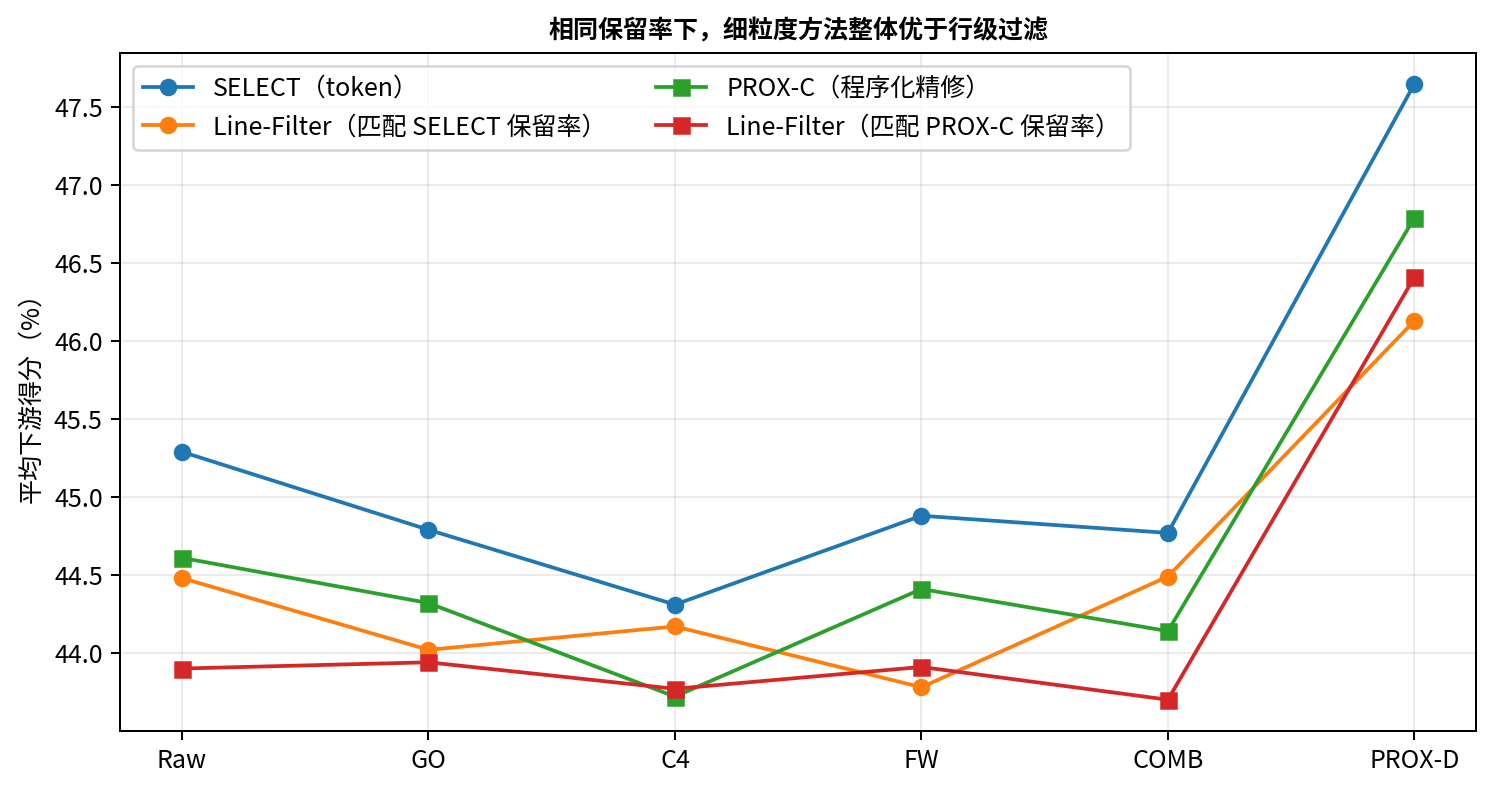 相同保留率下，细粒度方法整体优于行级过滤
SELECT（token）
Line-Filter（匹配 SELECT 保留率）
PROX-C（程序化精修）
Line-Filter（匹配 PROX-C 保留率）
平均下游得分（%）
47.5
47.0
46.5
46.0
45.5
45.0
44.5
44.0
Raw
GO
C4
FW
COMB
PROX-D